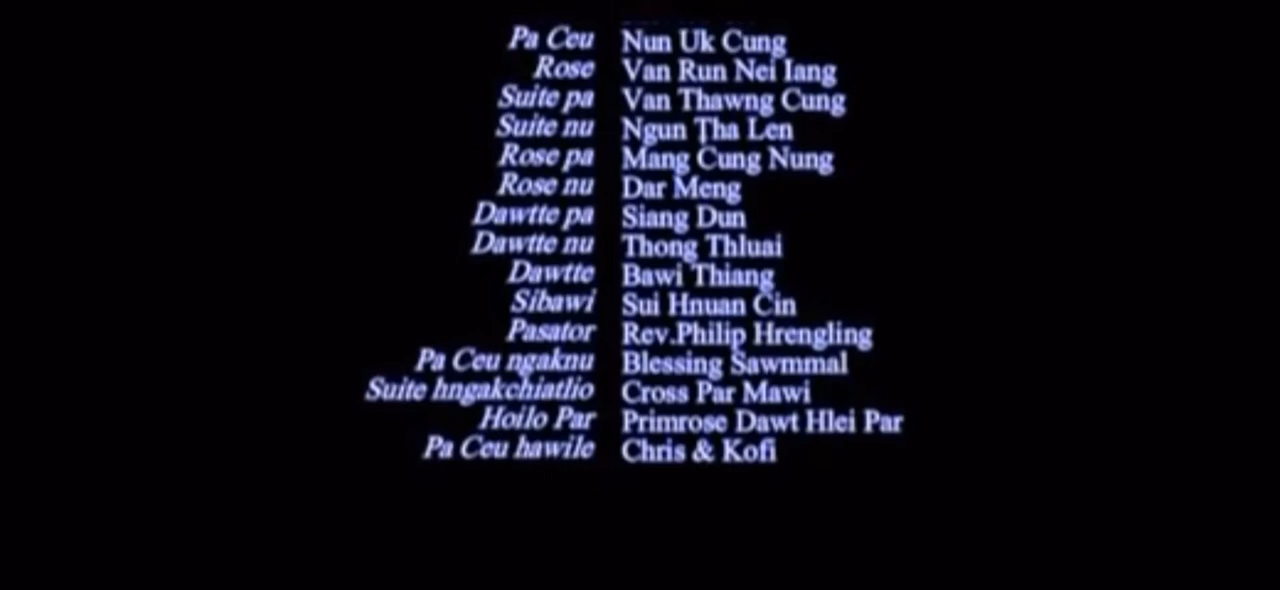 Pa Ceu Nun Uk Cung
Rose Van Run Nei Iang
Suite pa Van Thawng Cung
Suite nu Ngun Ṭha Len
Rose pa Mang Cung Nung
Rose nu Dar Meng
Dawtte pa Siang Dun
Dawtte nu Thong Thluai
Dawtte Bawi Thiang
Sibawi Sui Hnuan Cin
Pasator Rev.Philip Hrengling
Pa Ceu ngaknu Blessing Sawmmal
Suite hngakchiatlio Cross Par Mawi
Hoilo Par Primrose Dawt Hlei Par
Pa Ceu hawile Chris & Kofi